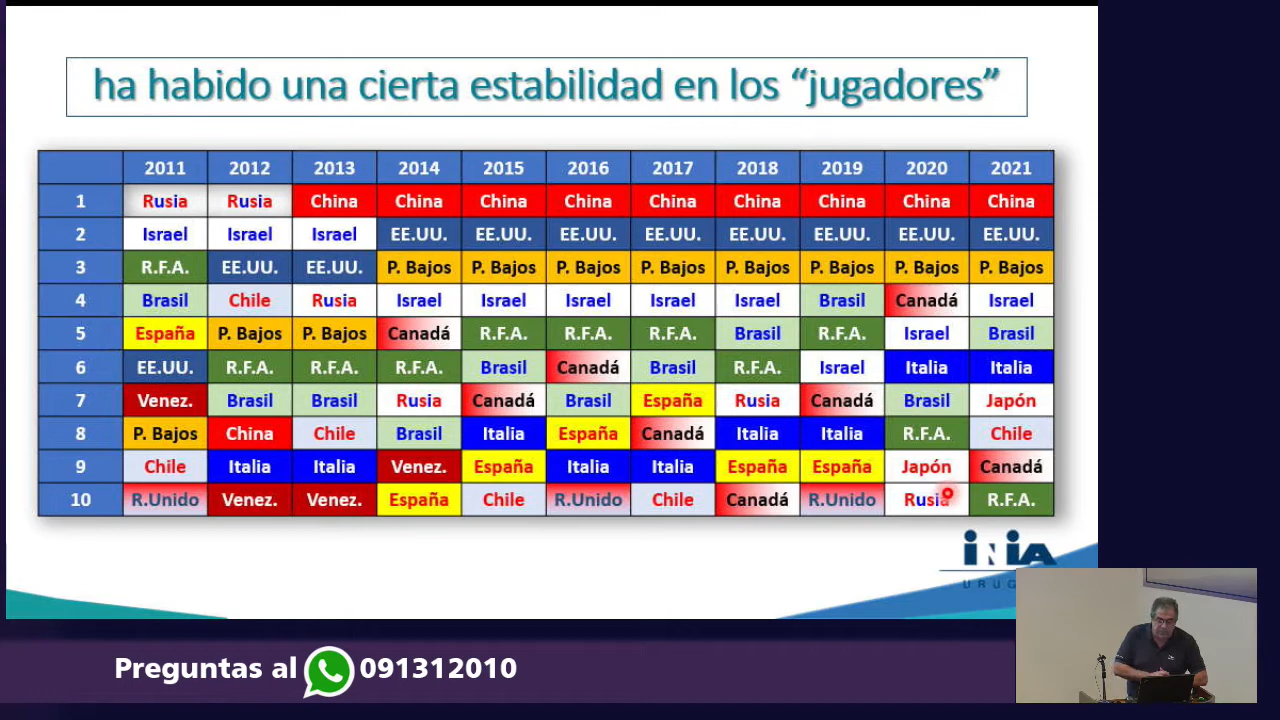 ha habido una cierta estabilidad en los “jugadores”
2011 2012 2013 2014 2015 2016 2017 2018 2019 2020 2021
1 Rusia Rusia China China China China China China China China China
2 Israel Israel Israel EE.UU. EE.UU. EE.UU. EE.UU. EE.UU. EE.UU. EE.UU. EE.UU.
3 R.F.A. EE.UU. EE.UU. P. Bajos P. Bajos P. Bajos P. Bajos P. Bajos P. Bajos P. Bajos P. Bajos
4 Brasil Chile Rusia Israel Israel Israel Israel Israel Brasil Canadá Israel
5 España P. Bajos P. Bajos Canadá R.F.A. R.F.A. R.F.A. Brasil R.F.A. Israel Brasil
6 EE.UU. R.F.A. R.F.A. R.F.A. Brasil Canadá Brasil R.F.A. Israel Italia Italia
7 Venez. Brasil Brasil Rusia Canadá Brasil España Rusia Canadá Brasil Japón
8 P. Bajos China Chile Brasil Italia España Canadá Italia Italia R.F.A. Chile
9 Chile Italia Italia Venez. España Italia Italia España España Japón Canadá
10 R.Unido Venez. Venez. España Chile R.Unido Chile Canadá R.Unido Rusia R.F.A.
INIA
URUG
Preguntas al 091312010